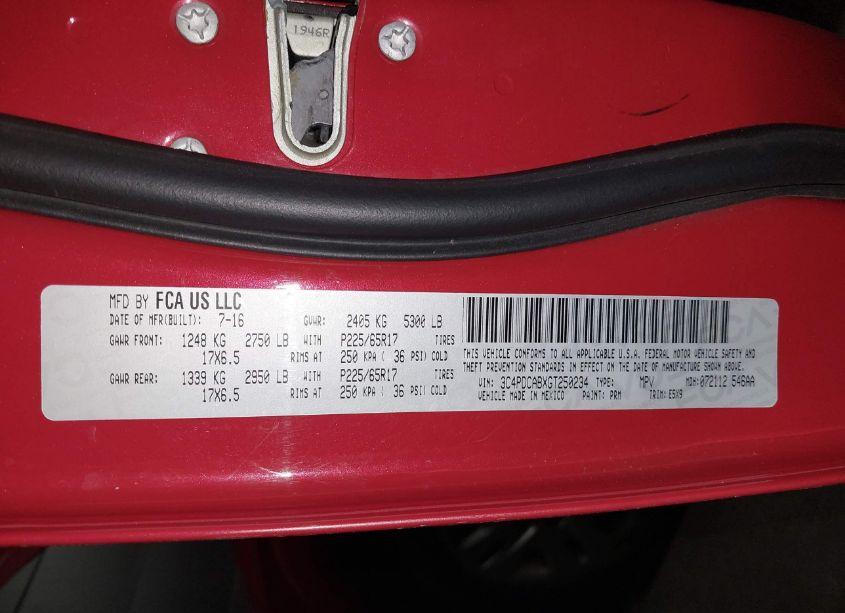 1946R
MFD BY FCA US LLC
DATE OF MFR(BUILT): 7-16 GVWR: 2405 KG 5300 LB
GAWR FRONT: 1248 KG 2750 LB WITH P225/65R17 TIRES
17X6.5 RIMS AT 250 KPA ( 36 PSI) COLD
GAWR REAR: 1339 KG 2950 LB WITH P225/65R17 TIRES
17X6.5 RIMS AT 250 KPA ( 36 PSI) COLD
THIS VEHICLE CONFORMS TO ALL APPLICABLE U.S.A. FEDERAL MOTOR VEHICLE SAFETY AND
THEFT PREVENTION STANDARDS IN EFFECT ON THE DATE OF MANUFACTURE SHOWN ABOVE.
VIN: 3C4PDCABXGT250234 TYPE: MPV MDH: 072112 546AA
VEHICLE MADE IN MEXICO PAINT: PRM TRIM: E5X9